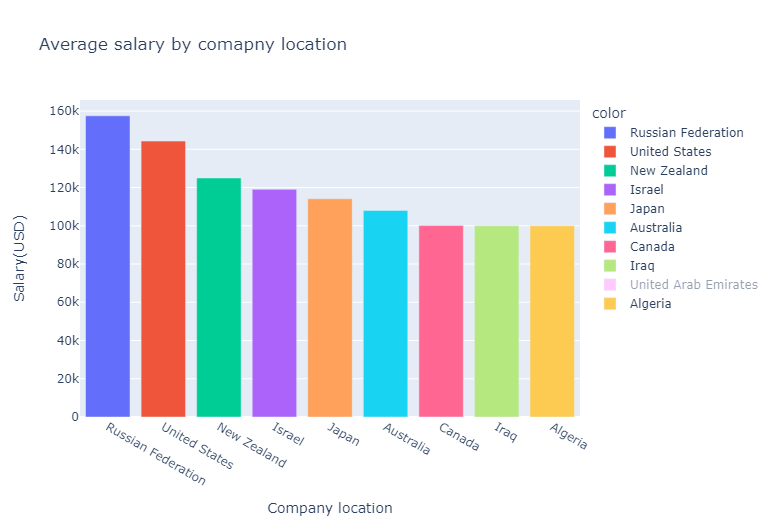 Average salary by comapny location
color
Russian Federation
United States
New Zealand
Israel
Japan
Australia
Canada
Iraq
United Arab Emirates
Algeria
Salary(USD)
160k
140k
120k
100k
80k
60k
40k
20k
0
Russian Federation
United States
New Zealand
Israel
Japan
Australia
Canada
Iraq
Algeria
Company location